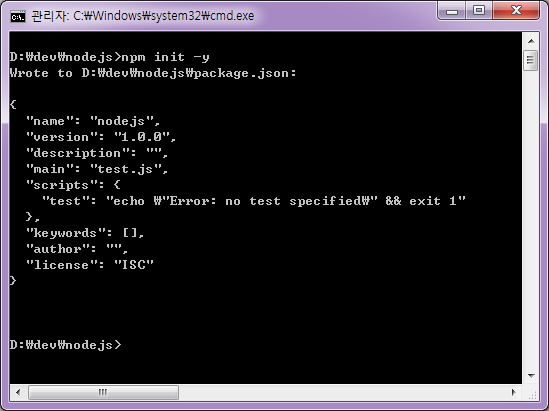 관리자: C:₩Windows₩system32₩cmd.exe
D:₩dev₩nodejs>npm init -y
Wrote to D:₩dev₩nodejs₩package.json:
{
  "name": "nodejs",
  "version": "1.0.0",
  "description": "",
  "main": "test.js",
  "scripts": {
    "test": "echo ₩"Error: no test specified₩" && exit 1"
  },
  "keywords": [],
  "author": "",
  "license": "ISC"
}
D:₩dev₩nodejs>